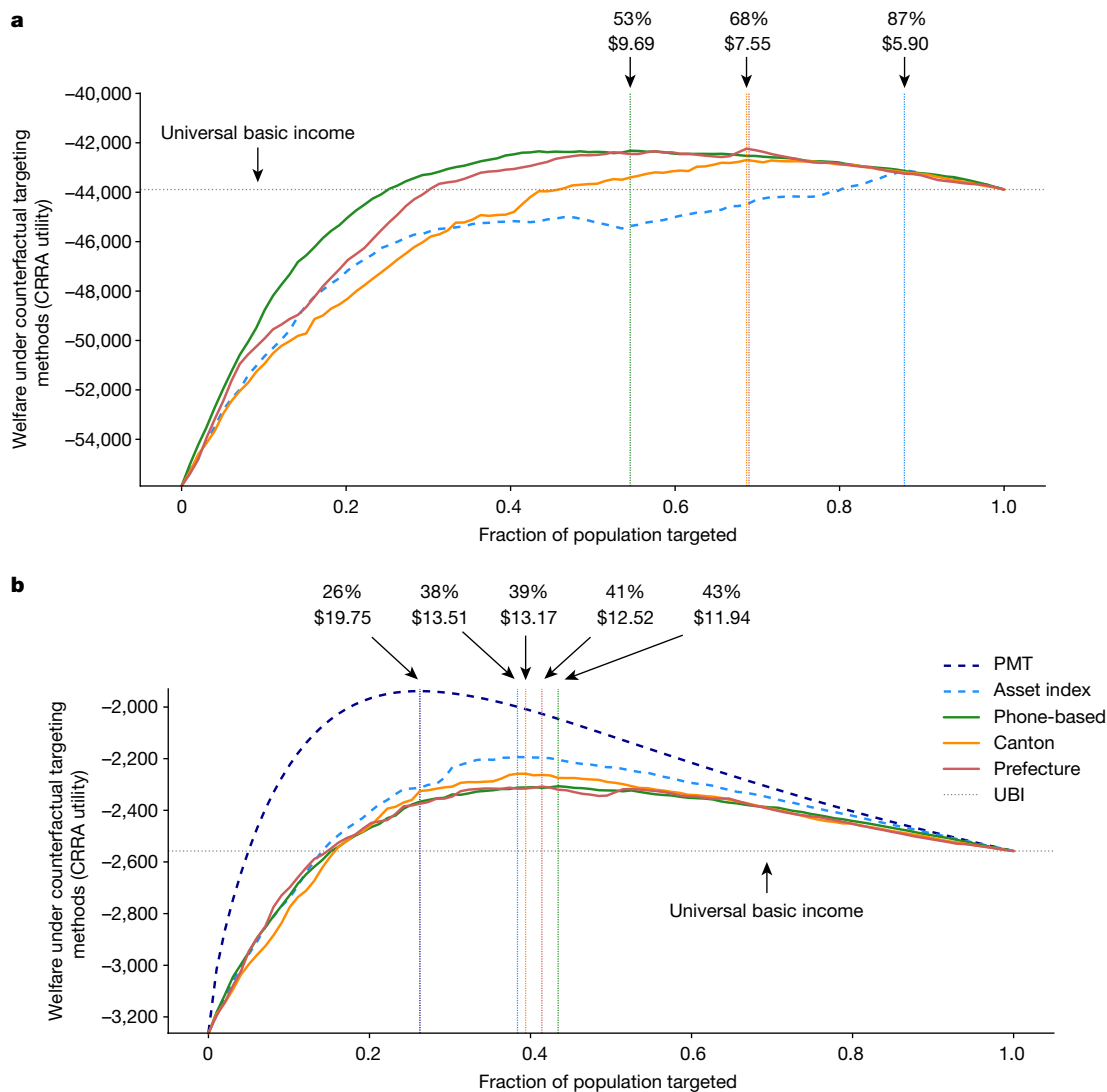 a
53% 68% 87%
$9.69 $7.55 $5.90
−40,000
Universal basic income
−42,000
−44,000
−46,000
−48,000
−50,000
−52,000
−54,000
Welfare under counterfactual targeting
methods (CRRA utility)
0 0.2 0.4 0.6 0.8 1.0
Fraction of population targeted
b
26% 38% 39% 41% 43%
$19.75 $13.51 $13.17 $12.52 $11.94
PMT
Asset index
Phone-based
Canton
Prefecture
UBI
−2,000
−2,200
−2,400
−2,600
−2,800
−3,000
−3,200
Welfare under counterfactual targeting
methods (CRRA utility)
Universal basic income
0 0.2 0.4 0.6 0.8 1.0
Fraction of population targeted